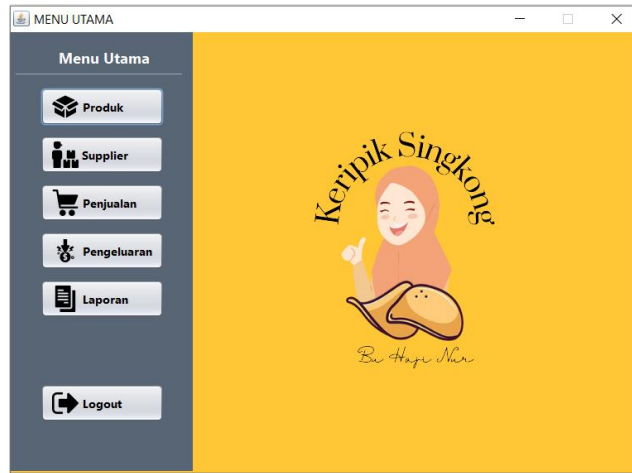 MENU UTAMA
Menu Utama
Produk
Supplier
Penjualan
Pengeluaran
Laporan
Logout
Keripik Singkong
Bu Haji Nur